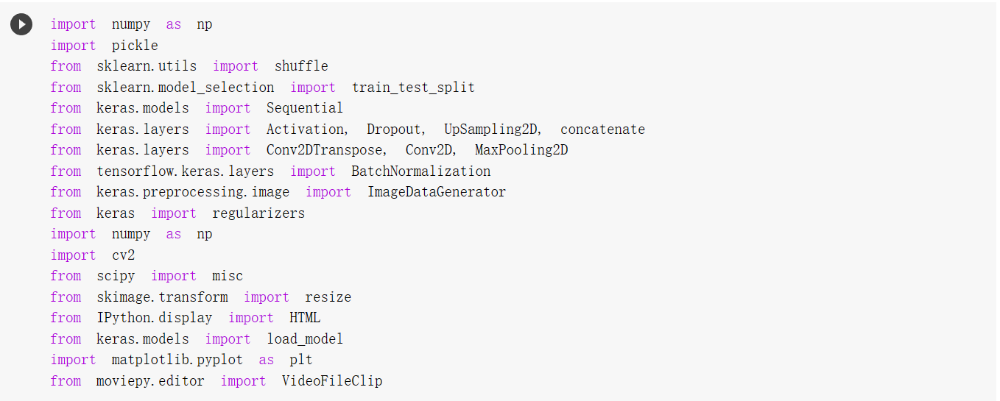 import numpy as np
import pickle
from sklearn.utils import shuffle
from sklearn.model_selection import train_test_split
from keras.models import Sequential
from keras.layers import Activation, Dropout, UpSampling2D, concatenate
from keras.layers import Conv2DTranspose, Conv2D, MaxPooling2D
from tensorflow.keras.layers import BatchNormalization
from keras.preprocessing.image import ImageDataGenerator
from keras import regularizers
import numpy as np
import cv2
from scipy import misc
from skimage.transform import resize
from IPython.display import HTML
from keras.models import load_model
import matplotlib.pyplot as plt
from moviepy.editor import VideoFileClip